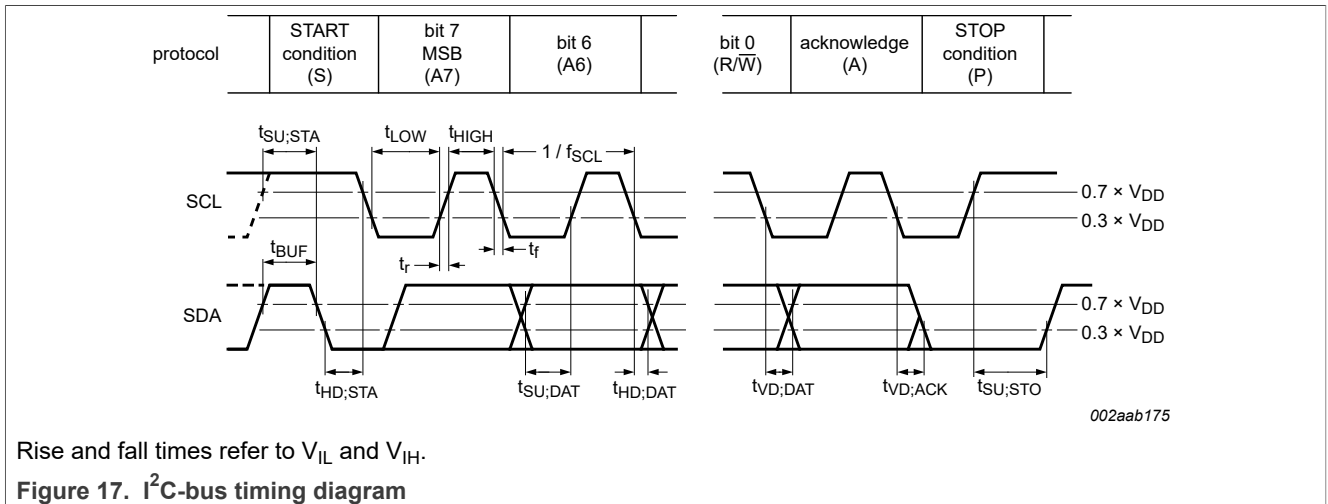 protocol
START
condition
(S)
bit 7
MSB
(A7)
bit 6
(A6)
bit 0
(R/W̅)
acknowledge
(A)
STOP
condition
(P)
tSU;STA
tLOW
tHIGH
1 / fSCL
SCL
0.7 × VDD
0.3 × VDD
tBUF
tr
tf
SDA
0.7 × VDD
0.3 × VDD
tHD;STA
tSU;DAT
tHD;DAT
tVD;DAT
tVD;ACK
tSU;STO
002aab175
Rise and fall times refer to VIL and VIH.
Figure 17. I²C-bus timing diagram